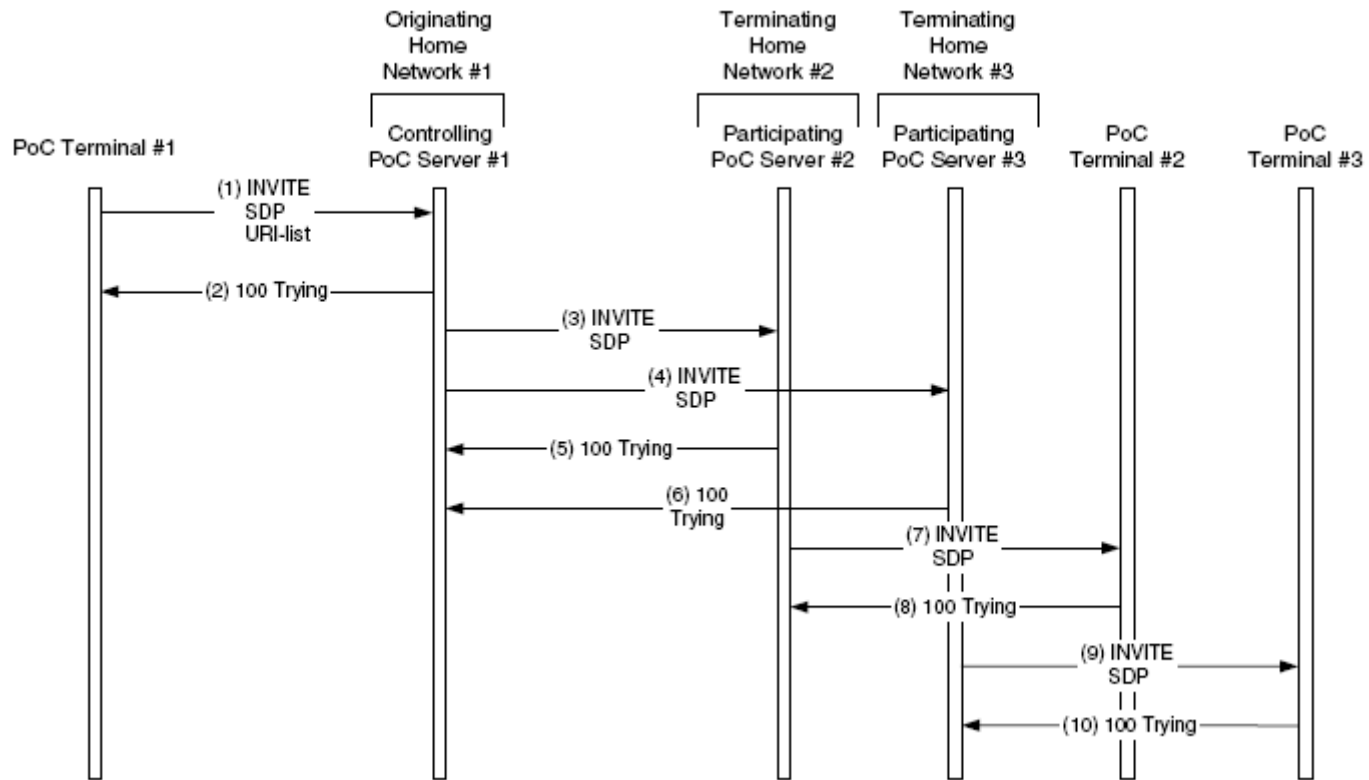 Originating
Home
Network #1
Terminating
Home
Network #2
Terminating
Home
Network #3
PoC Terminal #1
Controlling
PoC Server #1
Participating
PoC Server #2
Participating
PoC Server #3
PoC
Terminal #2
PoC
Terminal #3
(1) INVITE
SDP
URI-list
(2) 100 Trying
(3) INVITE
SDP
(4) INVITE
SDP
(5) 100 Trying
(6) 100
Trying
(7) INVITE
SDP
(8) 100 Trying
(9) INVITE
SDP
(10) 100 Trying